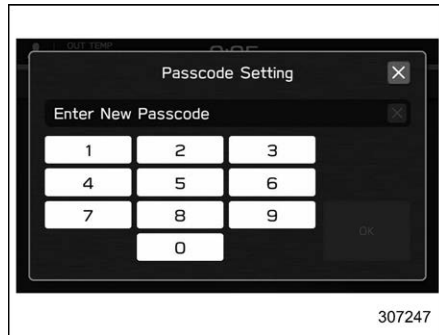 OUT TEMP
Passcode Setting
Enter New Passcode
1 2 3
4 5 6
7 8 9
OK
0
307247